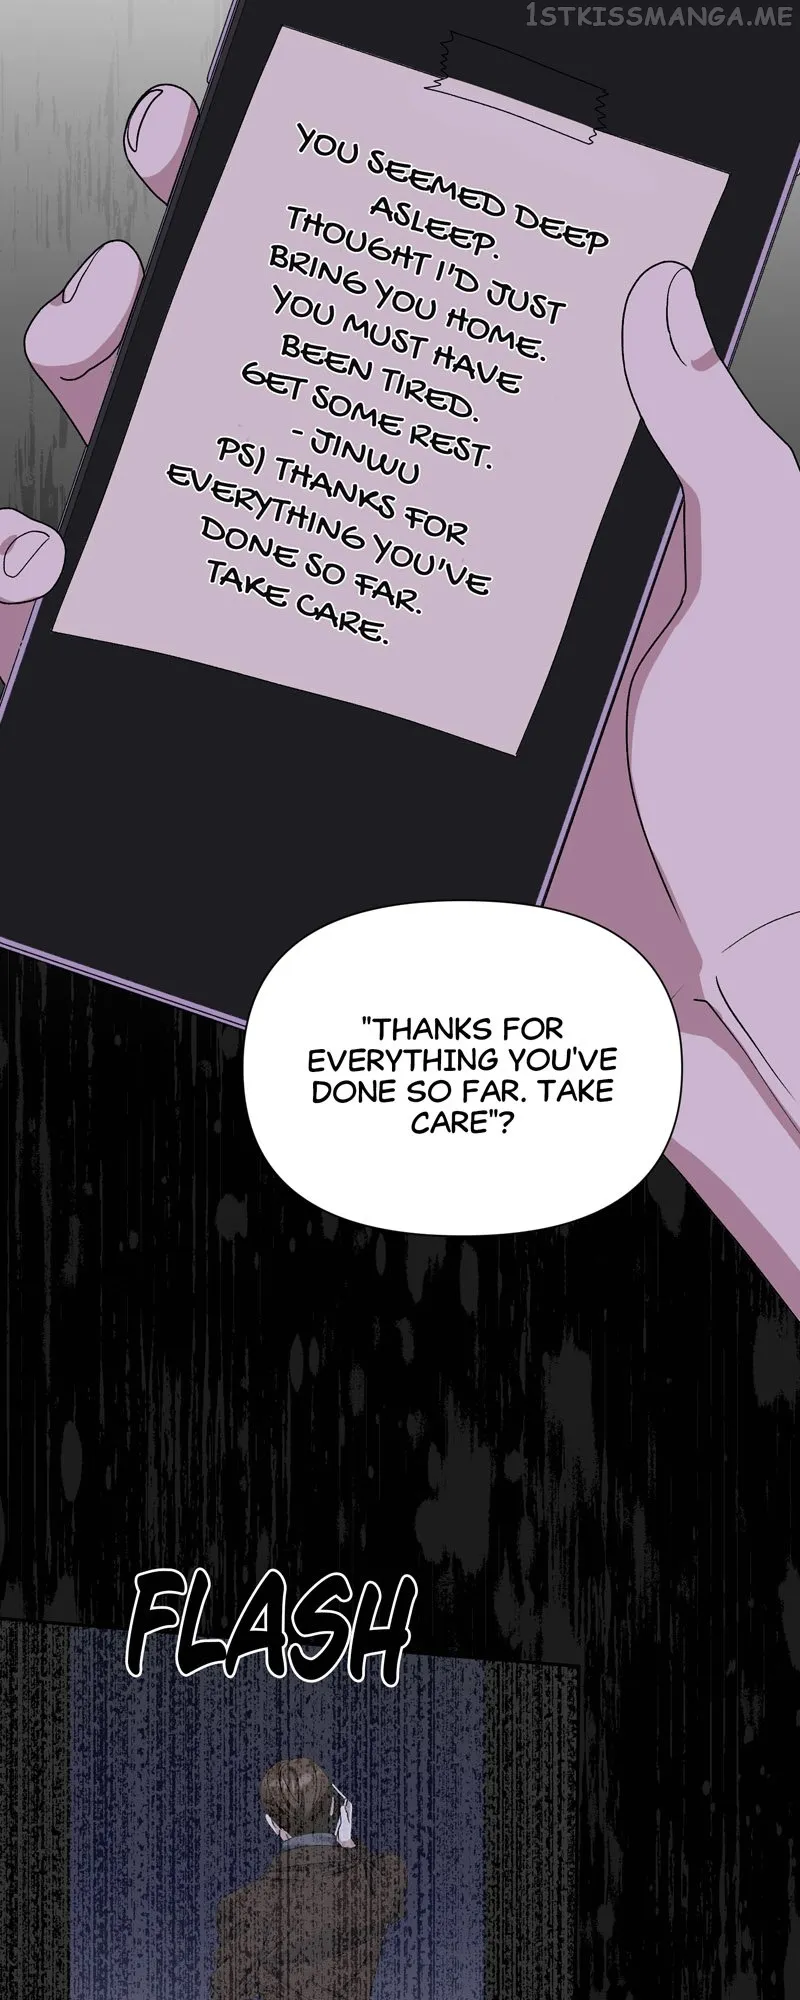 1STKISSMANGA.ME
YOU SEEMED DEEP
ASLEEP.
THOUGHT I'D JUST
BRING YOU HOME.
YOU MUST HAVE
BEEN TIRED.
GET SOME REST.
- JINWU
PS) THANKS FOR
EVERYTHING YOU'VE
DONE SO FAR.
TAKE CARE.
"THANKS FOR
EVERYTHING YOU'VE
DONE SO FAR. TAKE
CARE"?
FLASH